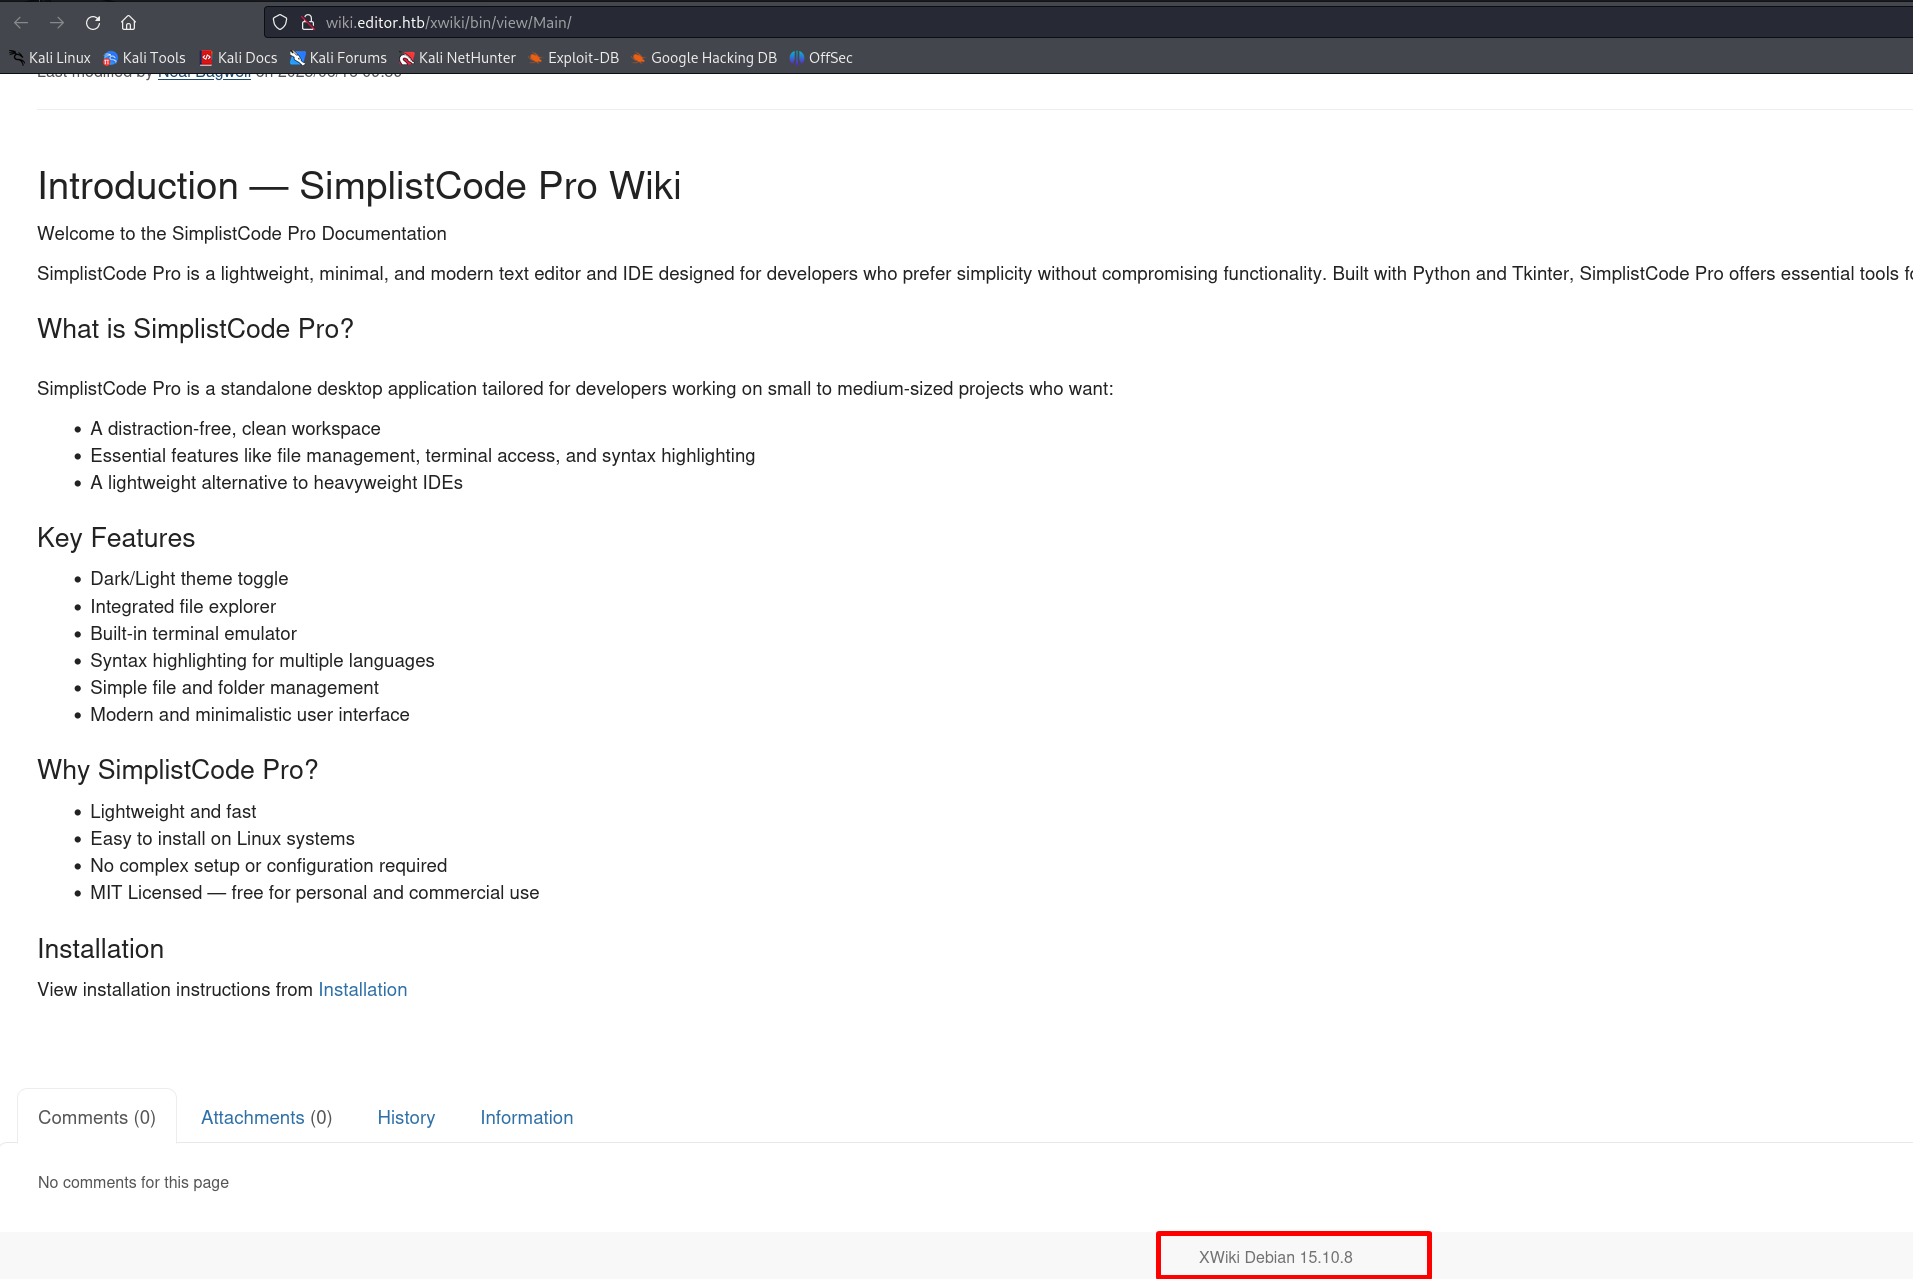 wiki.editor.htb/xwiki/bin/view/Main/
Kali Linux Kali Tools Kali Docs Kali Forums Kali NetHunter Exploit-DB Google Hacking DB OffSec
Last modified by Neal Bagwell on
Introduction — SimplistCode Pro Wiki
Welcome to the SimplistCode Pro Documentation
SimplistCode Pro is a lightweight, minimal, and modern text editor and IDE designed for developers who prefer simplicity without compromising functionality. Built with Python and Tkinter, SimplistCode Pro offers essential tools
What is SimplistCode Pro?
SimplistCode Pro is a standalone desktop application tailored for developers working on small to medium-sized projects who want:
• A distraction-free, clean workspace
• Essential features like file management, terminal access, and syntax highlighting
• A lightweight alternative to heavyweight IDEs
Key Features
• Dark/Light theme toggle
• Integrated file explorer
• Built-in terminal emulator
• Syntax highlighting for multiple languages
• Simple file and folder management
• Modern and minimalistic user interface
Why SimplistCode Pro?
• Lightweight and fast
• Easy to install on Linux systems
• No complex setup or configuration required
• MIT Licensed — free for personal and commercial use
Installation
View installation instructions from Installation
Comments (0) Attachments (0) History Information
No comments for this page
XWiki Debian 15.10.8